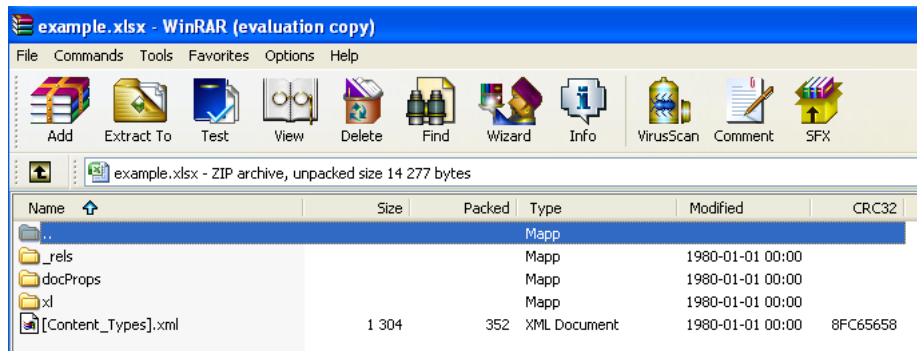 example.xlsx - WinRAR (evaluation copy)
File Commands Tools Favorites Options Help
Add Extract To Test View Delete Find Wizard Info VirusScan Comment SFX
example.xlsx - ZIP archive, unpacked size 14 277 bytes
Name Size Packed Type Modified CRC32
.. Mapp
_rels Mapp 1980-01-01 00:00
docProps Mapp 1980-01-01 00:00
xl Mapp 1980-01-01 00:00
[Content_Types].xml 1 304 352 XML Document 1980-01-01 00:00 8FC65658